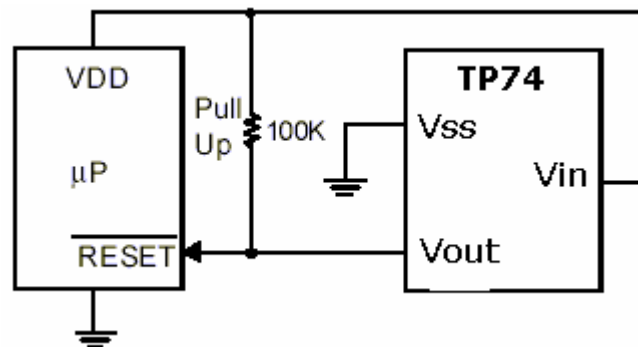 VDD
μP
RESET
Pull
Up
100K
TP74
Vss
Vin
Vout